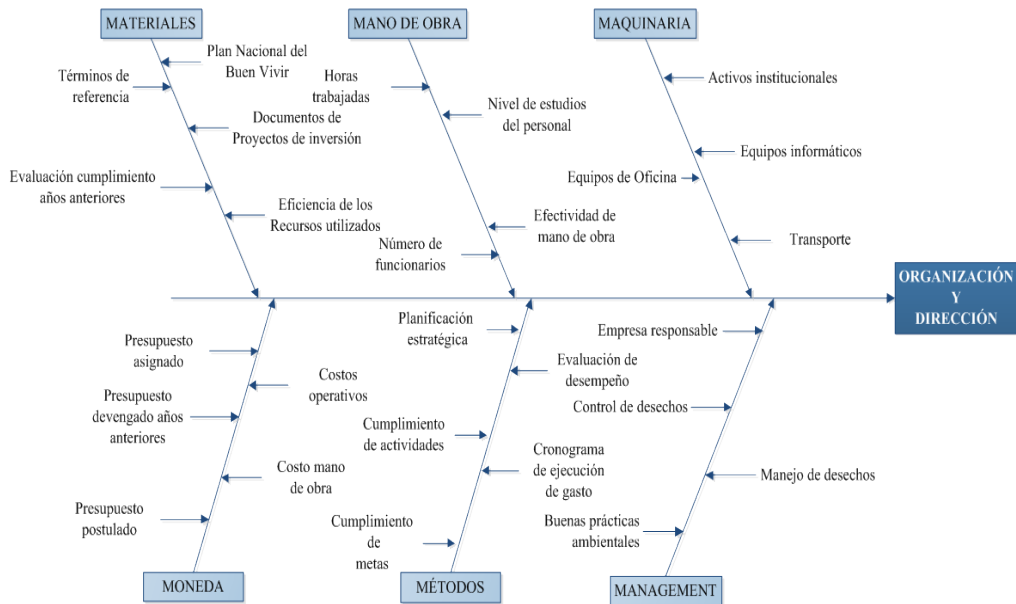 MATERIALES
MANO DE OBRA
MAQUINARIA
Plan Nacional del
Buen Vivir
Términos de
referencia
Documentos de
Proyectos de inversión
Evaluación cumplimiento
años anteriores
Eficiencia de los
Recursos utilizados
Horas
trabajadas
Nivel de estudios
del personal
Efectividad de
mano de obra
Número de
funcionarios
Activos institucionales
Equipos informáticos
Equipos de Oficina
Transporte
ORGANIZACIÓN
Y
DIRECCIÓN
Presupuesto
asignado
Costos
operativos
Presupuesto
devengado años
anteriores
Costo mano
de obra
Presupuesto
postulado
Planificación
estratégica
Evaluación de
desempeño
Cumplimiento
de actividades
Cronograma
de ejecución
de gasto
Cumplimiento
de
metas
Empresa responsable
Control de desechos
Manejo de desechos
Buenas prácticas
ambientales
MONEDA
MÉTODOS
MANAGEMENT